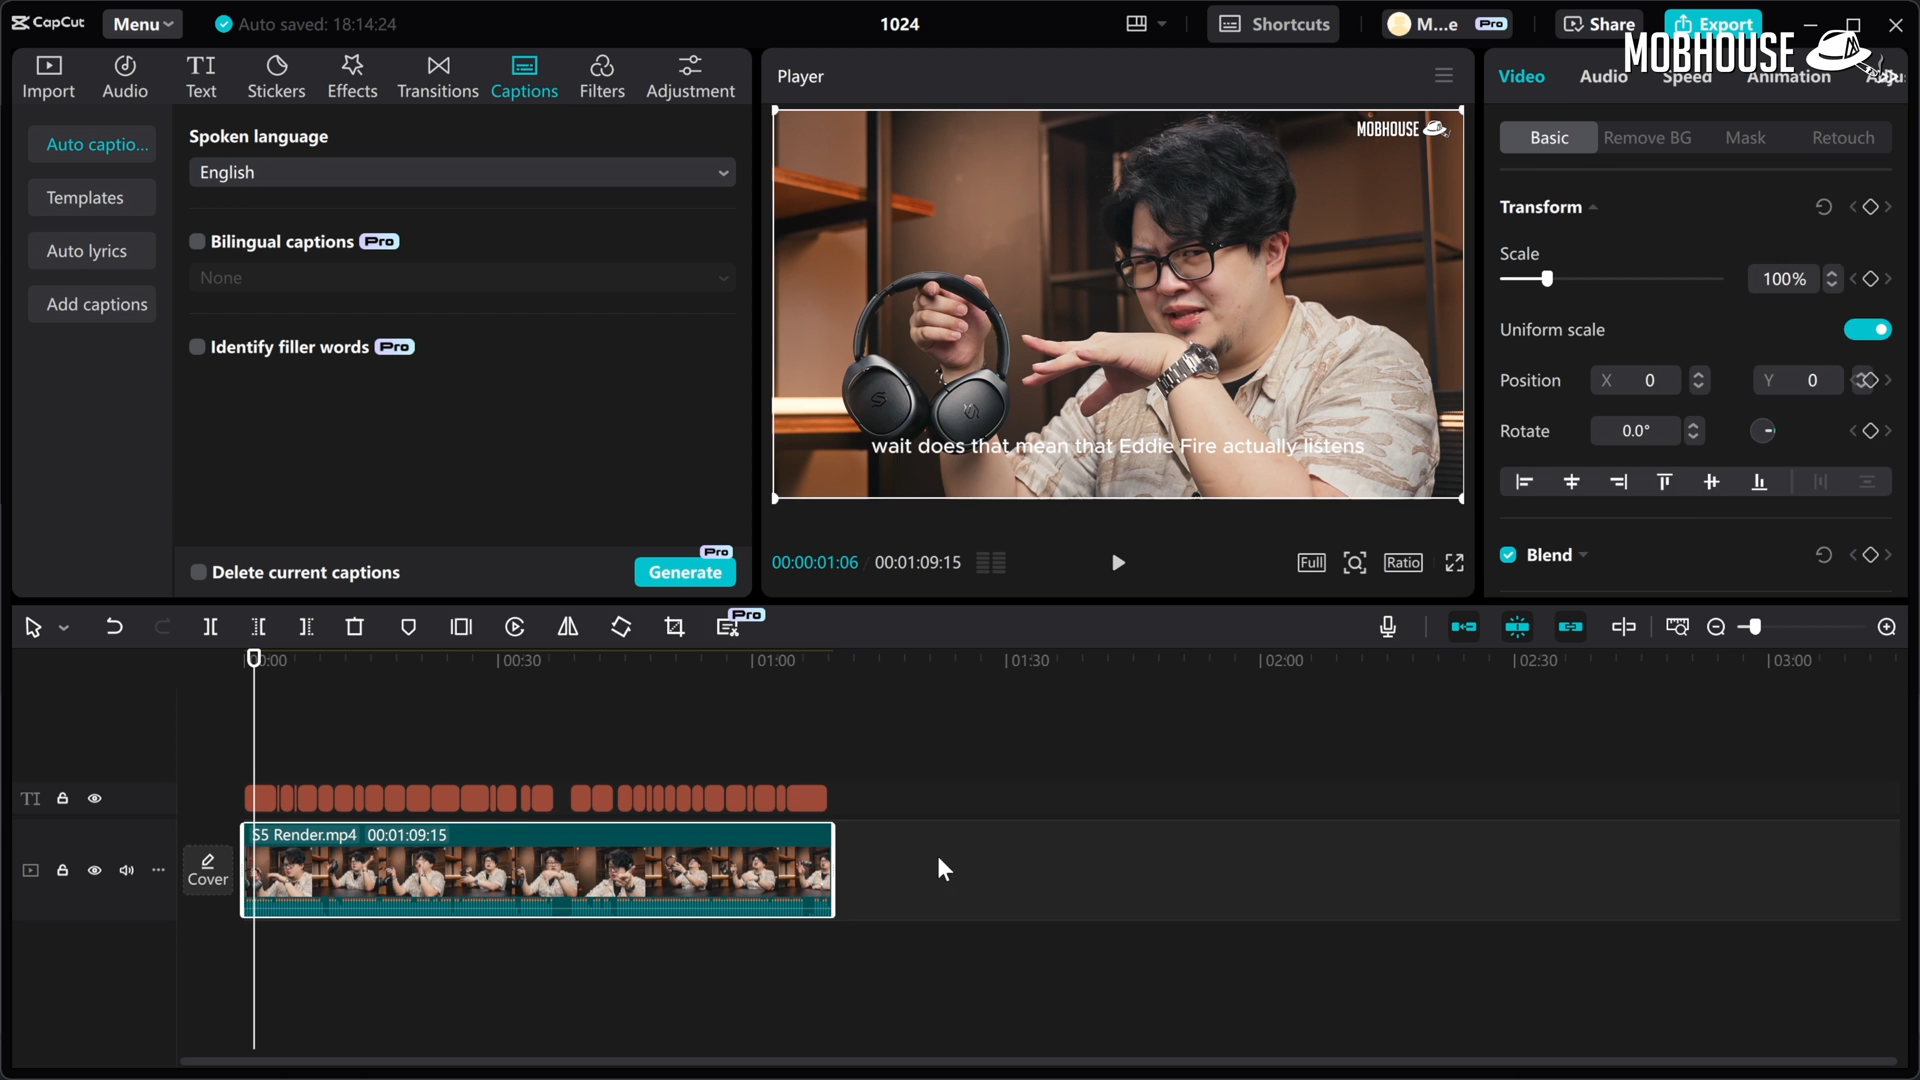 CapCut
Menu
Auto saved: 18:14:24
1024
Shortcuts
M...e
Pro
Share
Export
MOBHOUSE
Import
Audio
Text
Stickers
Effects
Transitions
Captions
Filters
Adjustment
Auto captio...
Templates
Auto lyrics
Add captions
Spoken language
English
Bilingual captions Pro
None
Identify filler words Pro
Delete current captions
Pro
Generate
Player
MOBHOUSE
wait does that mean that Eddie Fire actually listens
00:00:01:06
00:01:09:15
Full
Ratio
Video
Audio
Speed
Animation
Basic
Remove BG
Mask
Retouch
Transform
Scale
100%
Uniform scale
Position
X 0
Y 0
Rotate
0.0°
Blend
Pro
00:00
00:30
01:00
01:30
02:00
02:30
03:00
TI
Cover
S5 Render.mp4 00:01:09:15